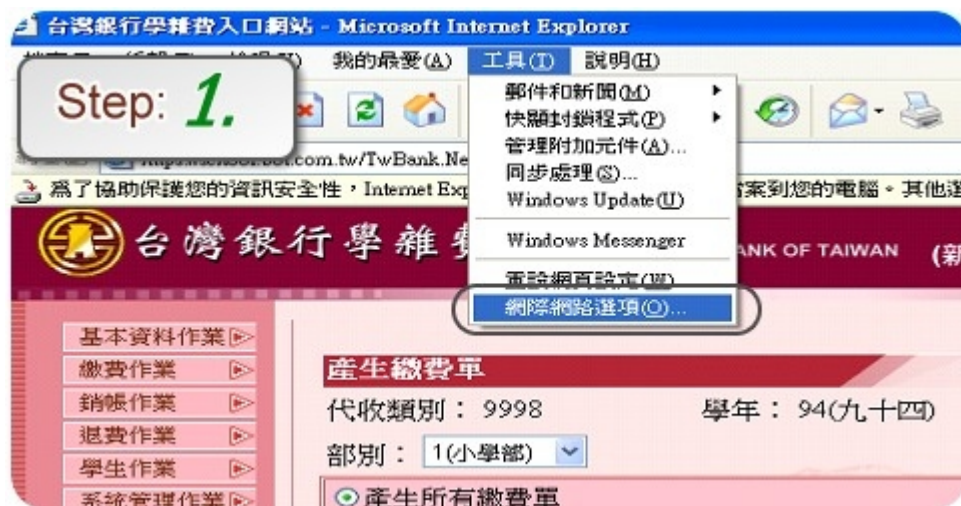 台灣銀行學雜費入口網站 - Microsoft Internet Explorer
我的最愛(A) 工具(T) 說明(H)
Step: 1.
郵件和新聞(M)
快顯封鎖程式(P)
管理附加元件(A)...
同步處理(S)...
Windows Update(U)
Windows Messenger
重設網頁設定(W)
網際網路選項(O)...
.com.tw/TwBank.Ne
為了協助保護您的資訊安全性，Internet Exp
案到您的電腦。其他選
台灣銀行學雜費
BANK OF TAIWAN (新
基本資料作業
繳費作業
銷帳作業
退費作業
學生作業
系統管理作業
產生繳費單
代收類別： 9998 學年： 94(九十四)
部別： 1(小學部)
產生所有繳費單